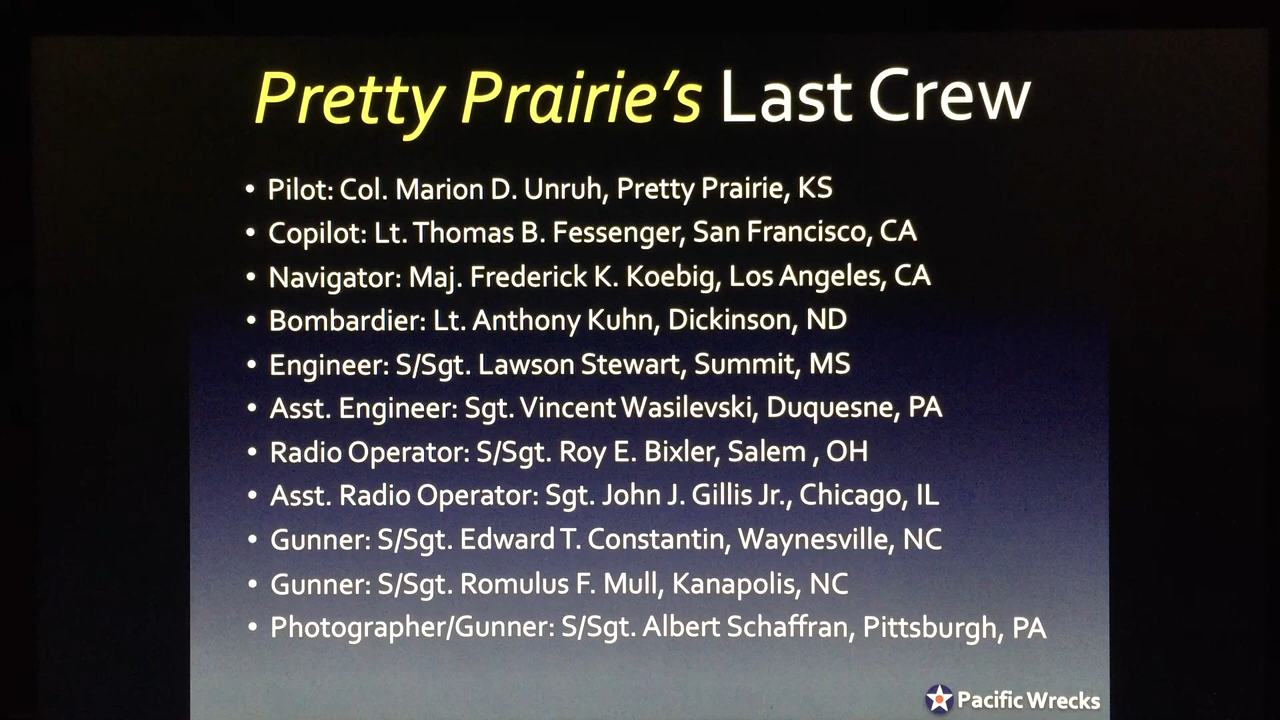 Pretty Prairie's Last Crew
• Pilot: Col. Marion D. Unruh, Pretty Prairie, KS
• Copilot: Lt. Thomas B. Fessenger, San Francisco, CA
• Navigator: Maj. Frederick K. Koebig, Los Angeles, CA
• Bombardier: Lt. Anthony Kuhn, Dickinson, ND
• Engineer: S/Sgt. Lawson Stewart, Summit, MS
• Asst. Engineer: Sgt. Vincent Wasilevski, Duquesne, PA
• Radio Operator: S/Sgt. Roy E. Bixler, Salem , OH
• Asst. Radio Operator: Sgt. John J. Gillis Jr., Chicago, IL
• Gunner: S/Sgt. Edward T. Constantin, Waynesville, NC
• Gunner: S/Sgt. Romulus F. Mull, Kanapolis, NC
• Photographer/Gunner: S/Sgt. Albert Schaffran, Pittsburgh, PA
Pacific Wrecks